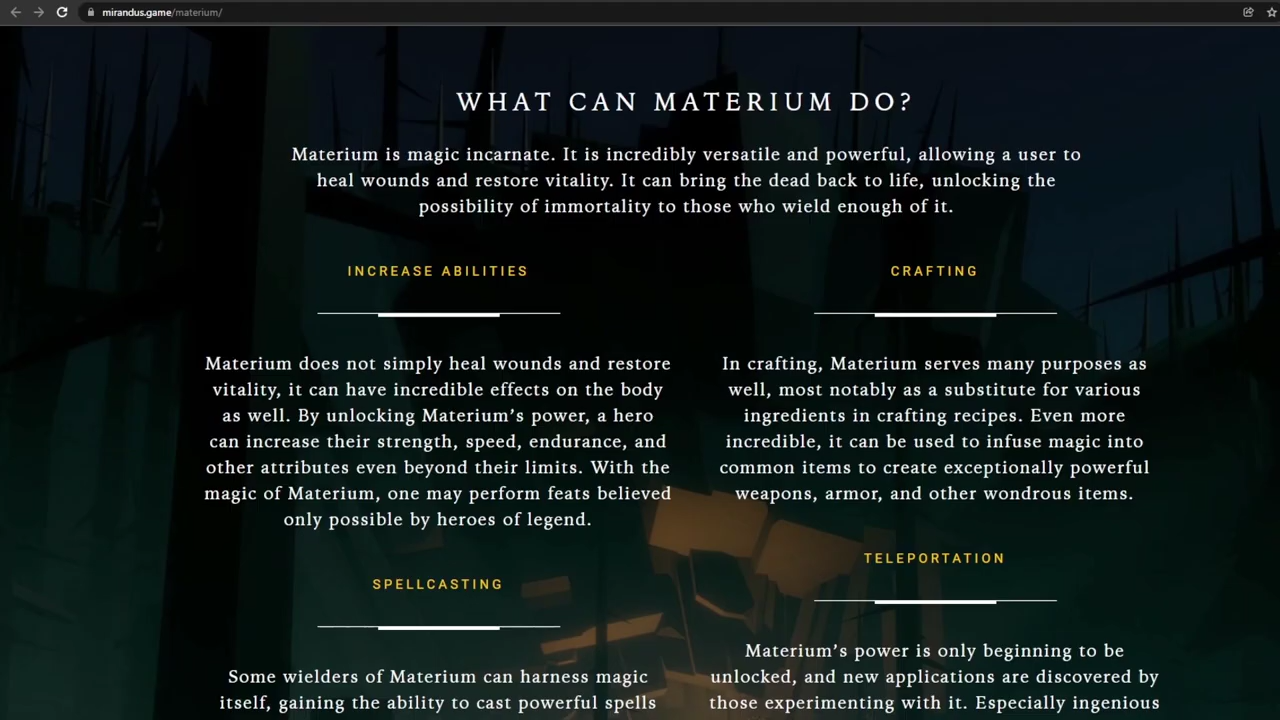 mirandus.game/materium/
WHAT CAN MATERIUM DO?
Materium is magic incarnate. It is incredibly versatile and powerful, allowing a user to
heal wounds and restore vitality. It can bring the dead back to life, unlocking the
possibility of immortality to those who wield enough of it.
INCREASE ABILITIES
Materium does not simply heal wounds and restore
vitality, it can have incredible effects on the body
as well. By unlocking Materium’s power, a hero
can increase their strength, speed, endurance, and
other attributes even beyond their limits. With the
magic of Materium, one may perform feats believed
only possible by heroes of legend.
SPELLCASTING
Some wielders of Materium can harness magic
itself, gaining the ability to cast powerful spells
CRAFTING
In crafting, Materium serves many purposes as
well, most notably as a substitute for various
ingredients in crafting recipes. Even more
incredible, it can be used to infuse magic into
common items to create exceptionally powerful
weapons, armor, and other wondrous items.
TELEPORTATION
Materium’s power is only beginning to be
unlocked, and new applications are discovered by
those experimenting with it. Especially ingenious